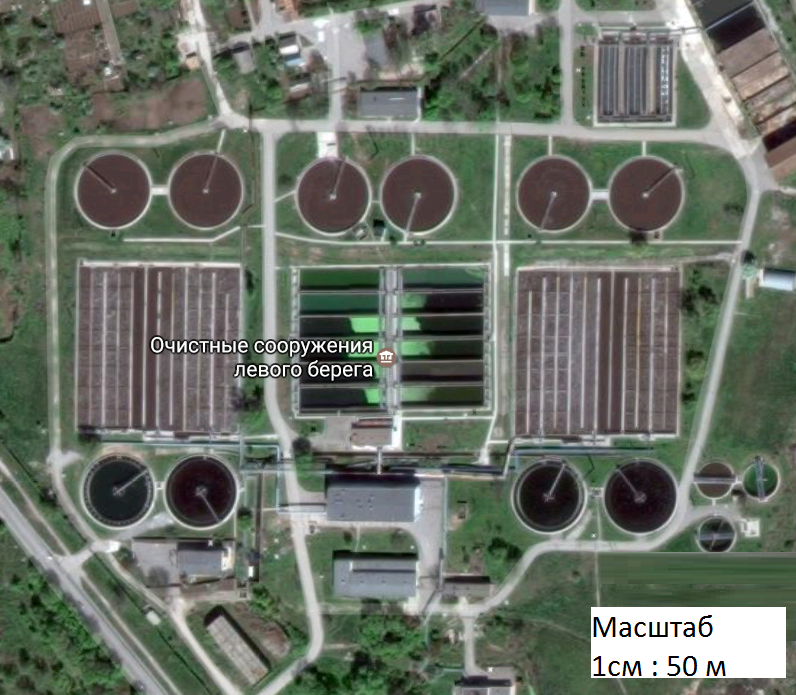 Очистные сооружения
левого берега
Масштаб
1см : 50 м